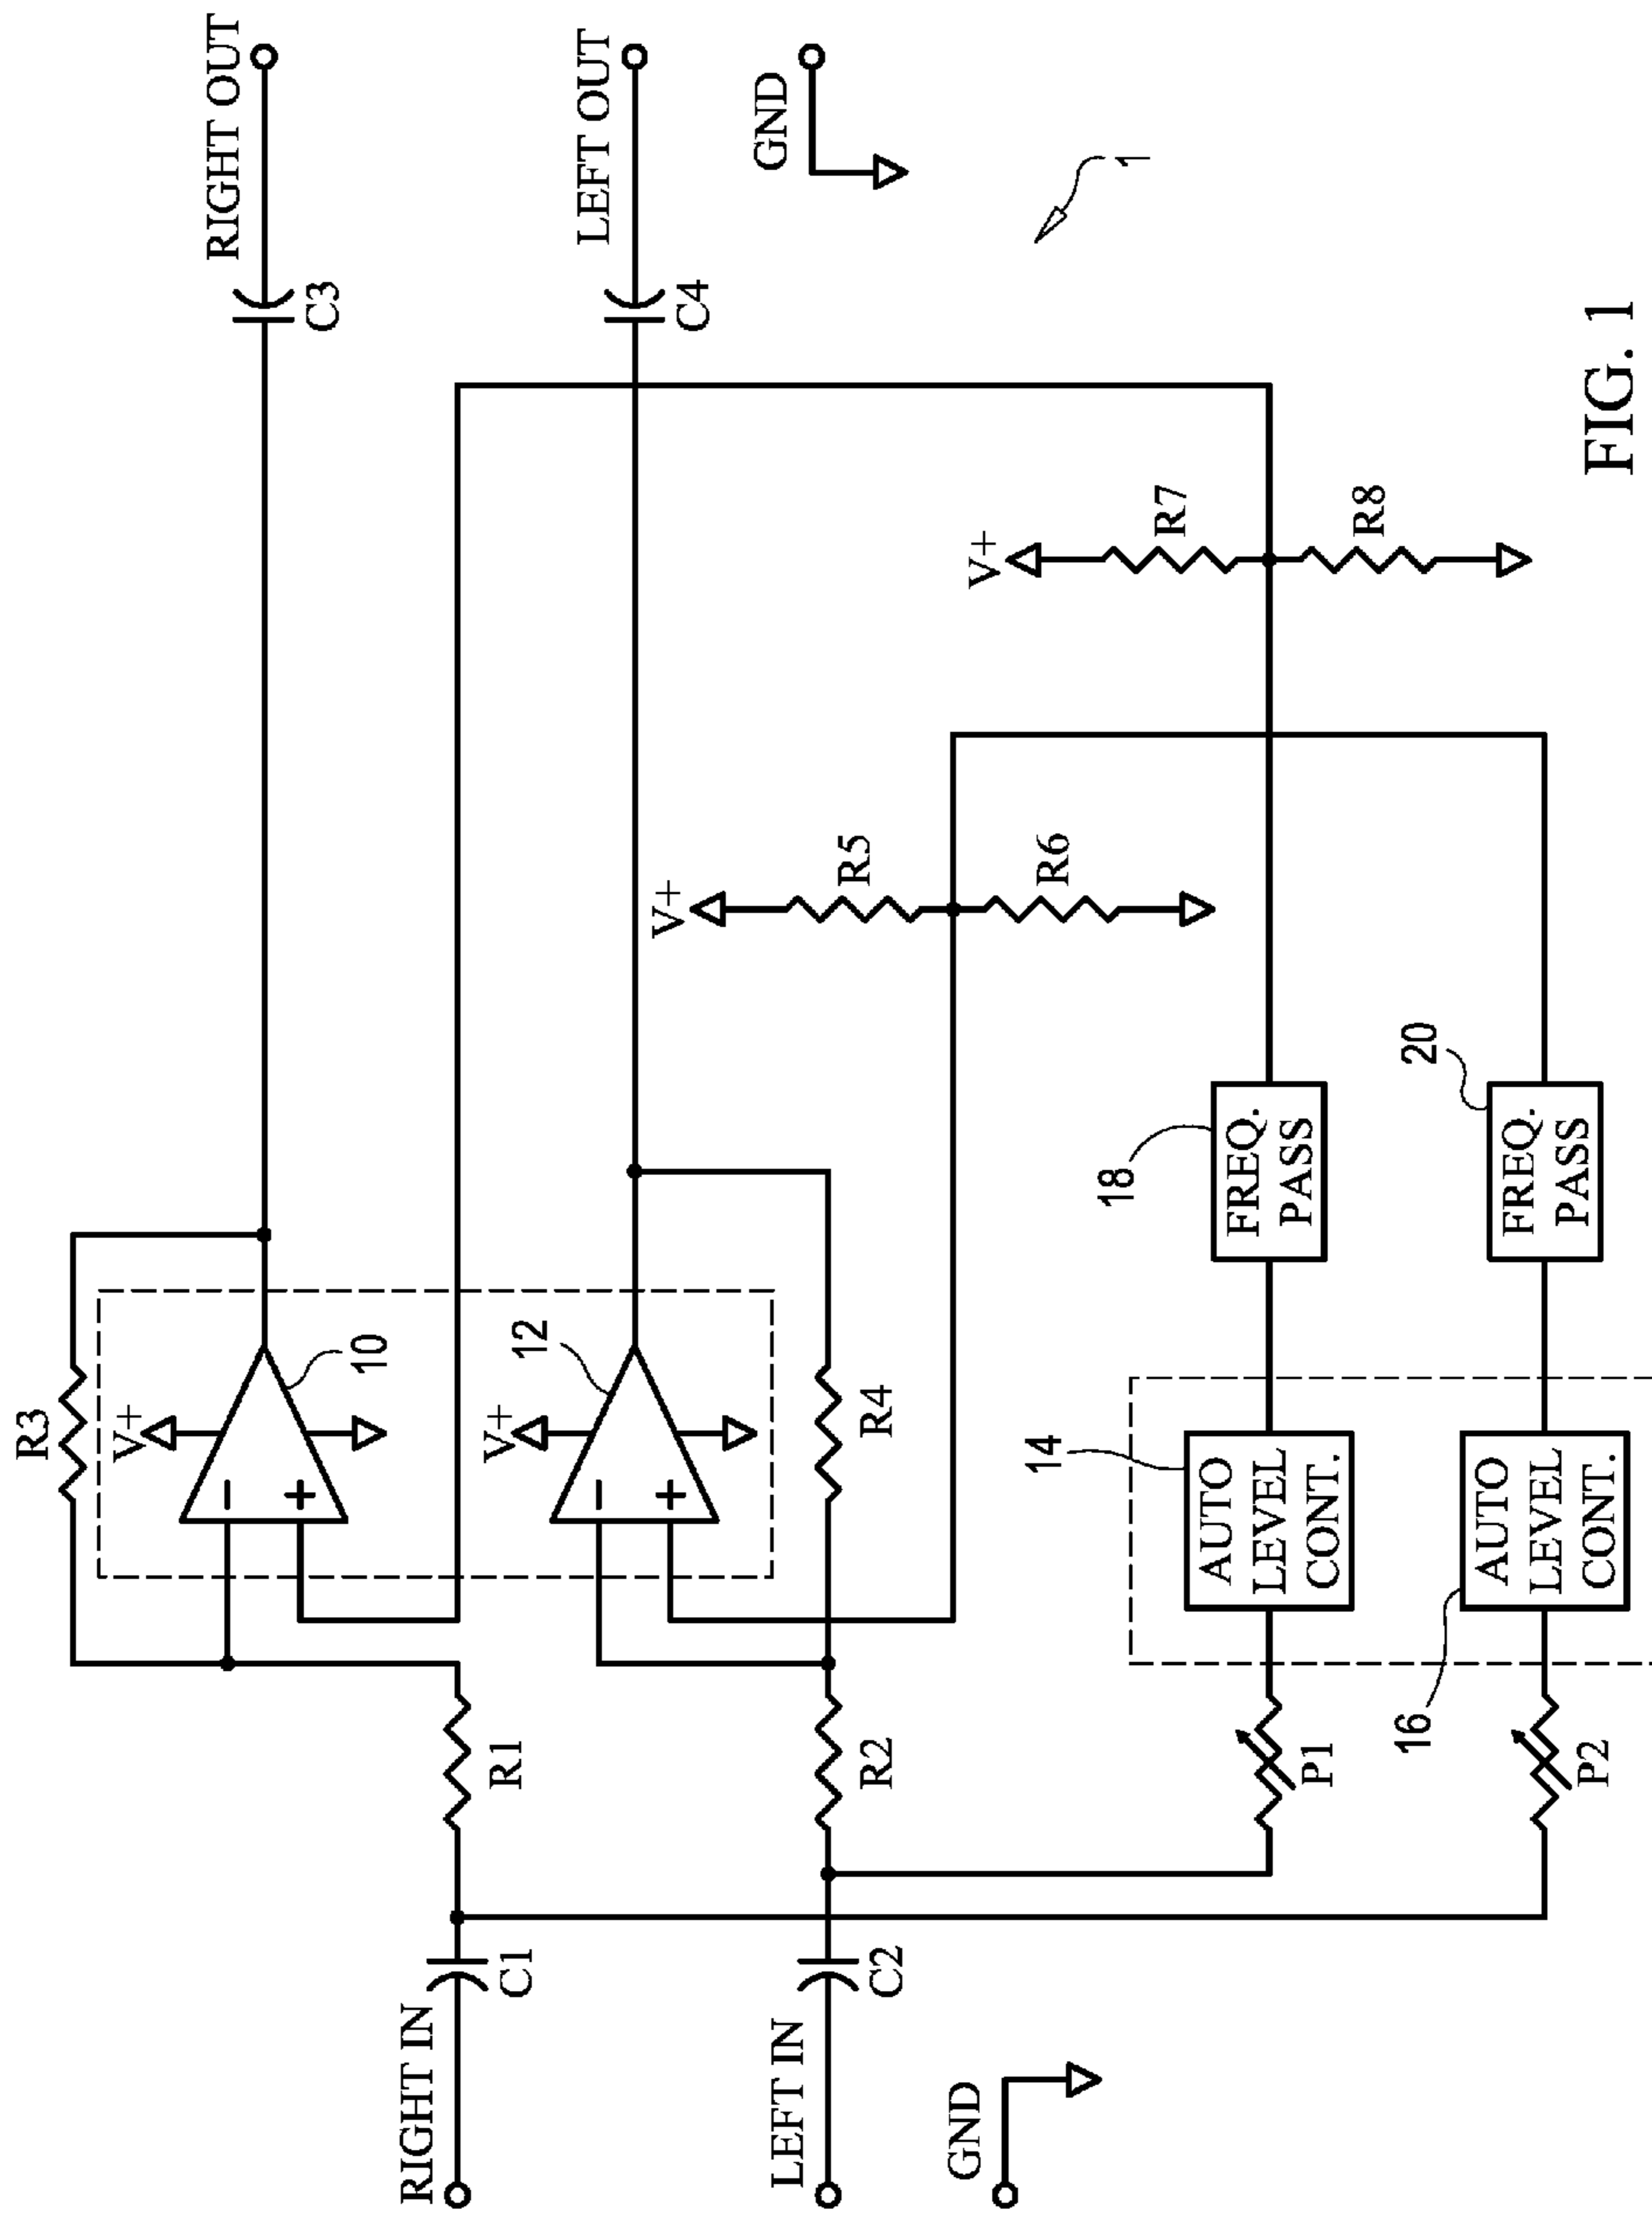 R3
RIGHT OUT
V+
10
C3
RIGHT IN
C1
R1
V+
12
LEFT OUT
C4
R4
LEFT IN
C2
R2
V+
R5
R6
GND
GND
1
V+
R7
R8
14
18
AUTO
LEVEL
CONT.
FREQ.
PASS
P1
16
20
AUTO
LEVEL
CONT.
FREQ.
PASS
P2
FIG. 1